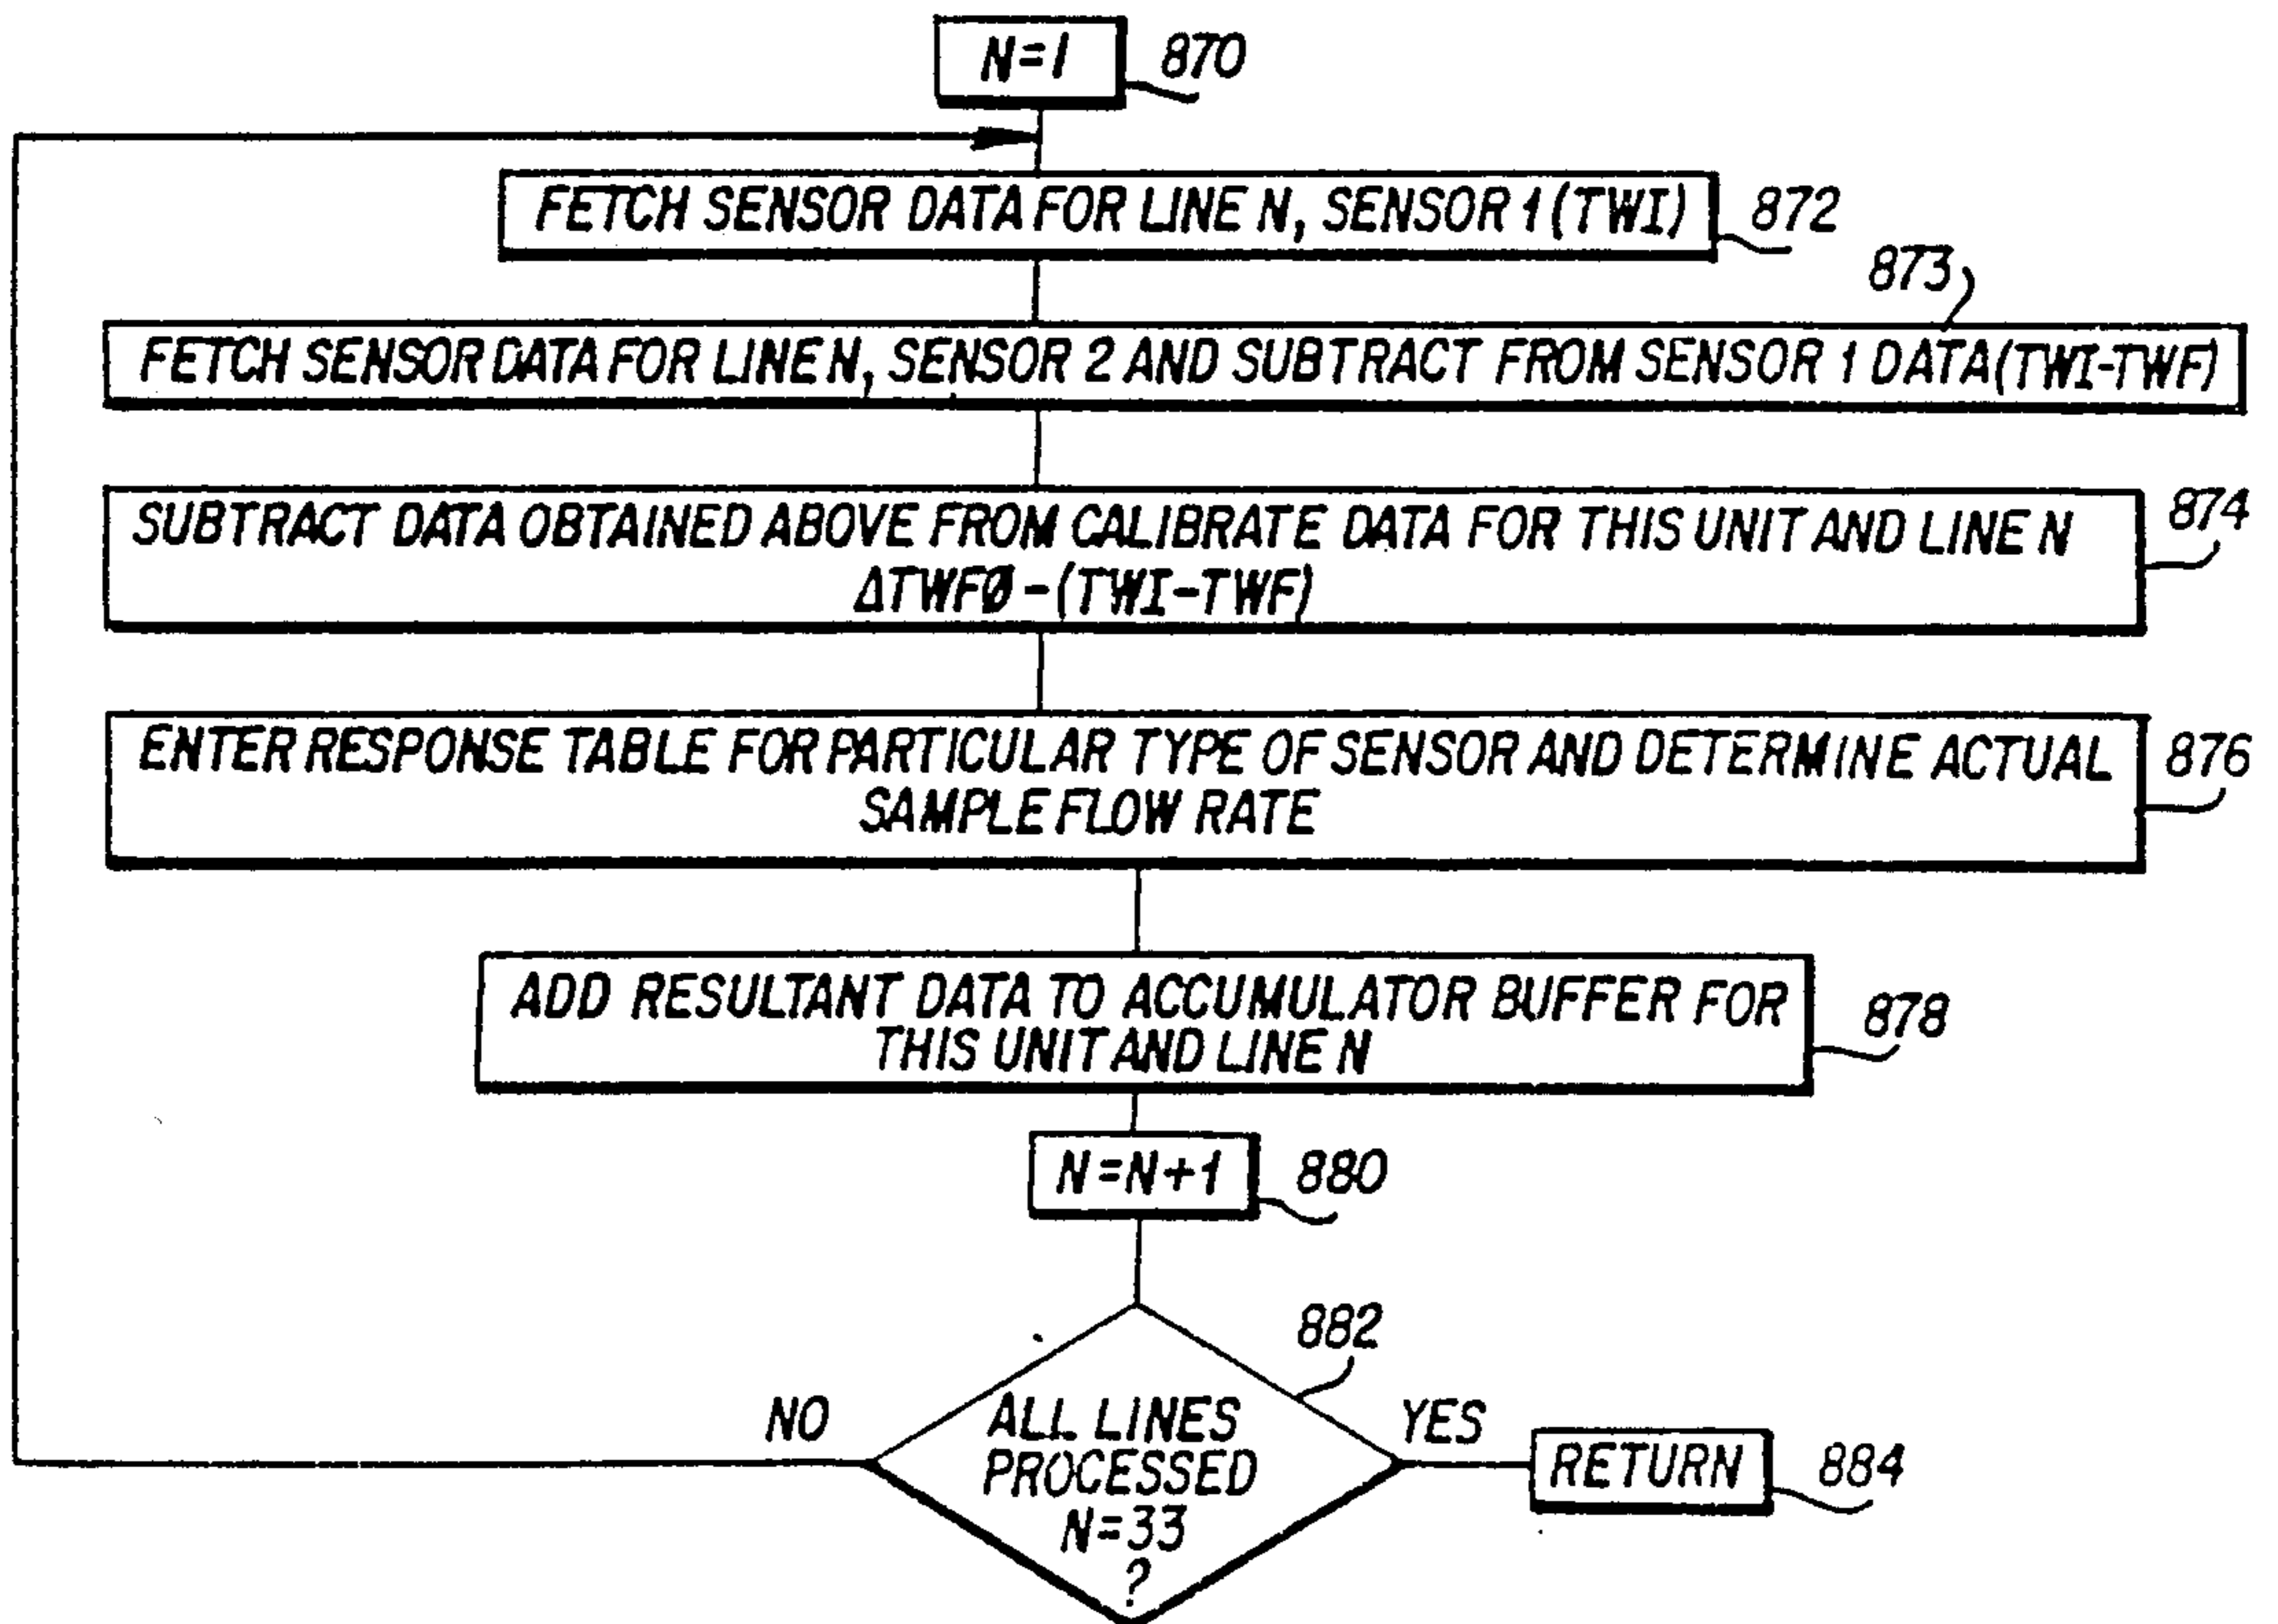 N=1
870
FETCH SENSOR DATA FOR LINE N, SENSOR 1 (TWI)
872
873
FETCH SENSOR DATA FOR LINE N, SENSOR 2 AND SUBTRACT FROM SENSOR 1 DATA (TWI-TWF)
SUBTRACT DATA OBTAINED ABOVE FROM CALIBRATE DATA FOR THIS UNIT AND LINE N
ΔTWFØ-(TWI-TWF)
874
ENTER RESPONSE TABLE FOR PARTICULAR TYPE OF SENSOR AND DETERMINE ACTUAL
SAMPLE FLOW RATE
876
ADD RESULTANT DATA TO ACCUMULATOR BUFFER FOR
THIS UNIT AND LINE N
878
N=N+1
880
882
ALL LINES
PROCESSED
N=33
?
NO
YES
RETURN
884